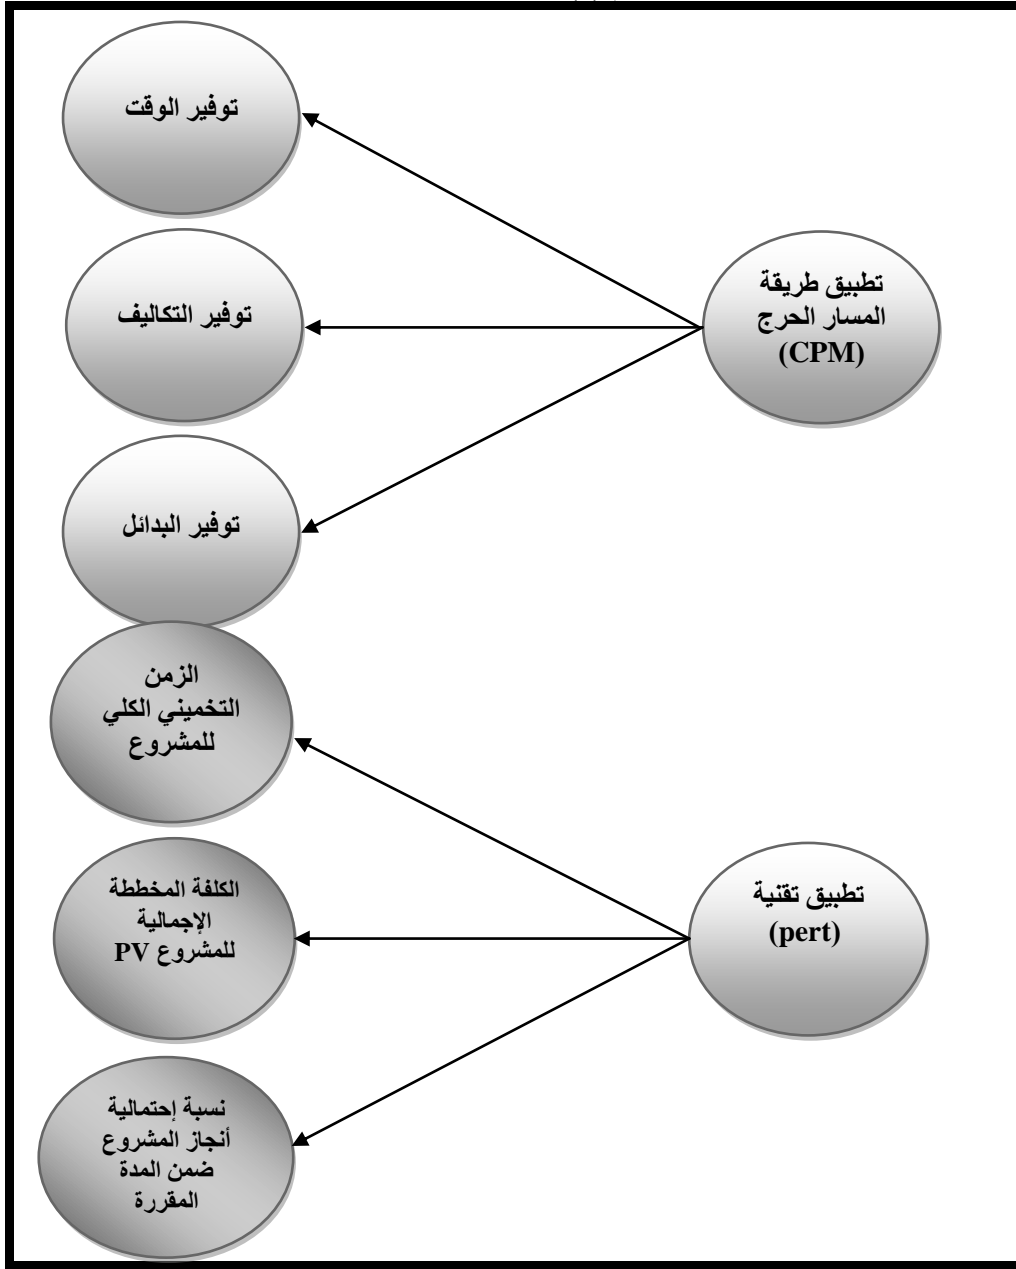 توفير الوقت
تطبيق طريقة
المسار الحرج
(CPM)
توفير التكاليف
توفير البدائل
الزمن
التخميني الكلي
للمشروع
تطبيق تقنية
(pert)
الكلفة المخططة
الإجمالية
للمشروع PV
نسبة إحتمالية
أنجاز المشروع
ضمن المدة
المقررة